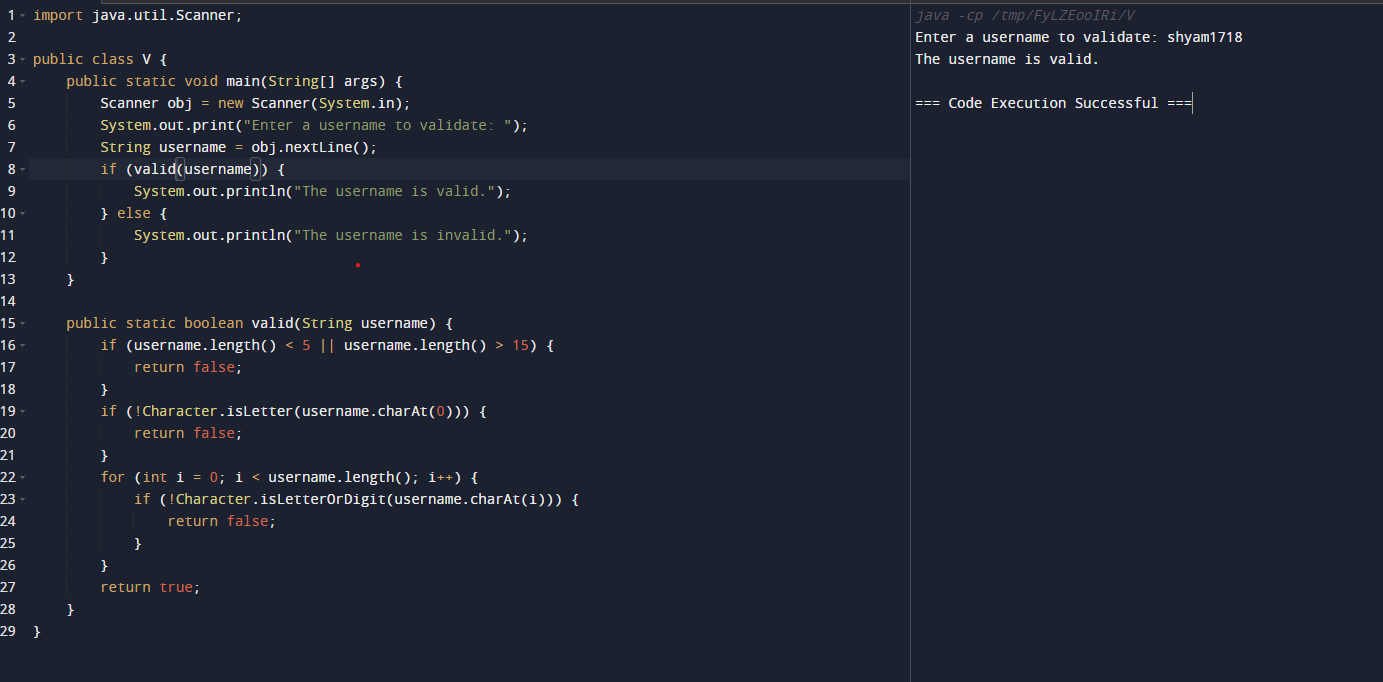 1 import java.util.Scanner;
2
3 public class V {
4     public static void main(String[] args) {
5         Scanner obj = new Scanner(System.in);
6         System.out.print("Enter a username to validate: ");
7         String username = obj.nextLine();
8         if (valid(username)) {
9             System.out.println("The username is valid.");
10         } else {
11             System.out.println("The username is invalid.");
12         }
13     }
14
15     public static boolean valid(String username) {
16         if (username.length() < 5 || username.length() > 15) {
17             return false;
18         }
19         if (!Character.isLetter(username.charAt(0))) {
20             return false;
21         }
22         for (int i = 0; i < username.length(); i++) {
23             if (!Character.isLetterOrDigit(username.charAt(i))) {
24                 return false;
25             }
26         }
27         return true;
28     }
29 }
java -cp /tmp/FyLZEooIRi/V
Enter a username to validate: shyam1718
The username is valid.
=== Code Execution Successful ===